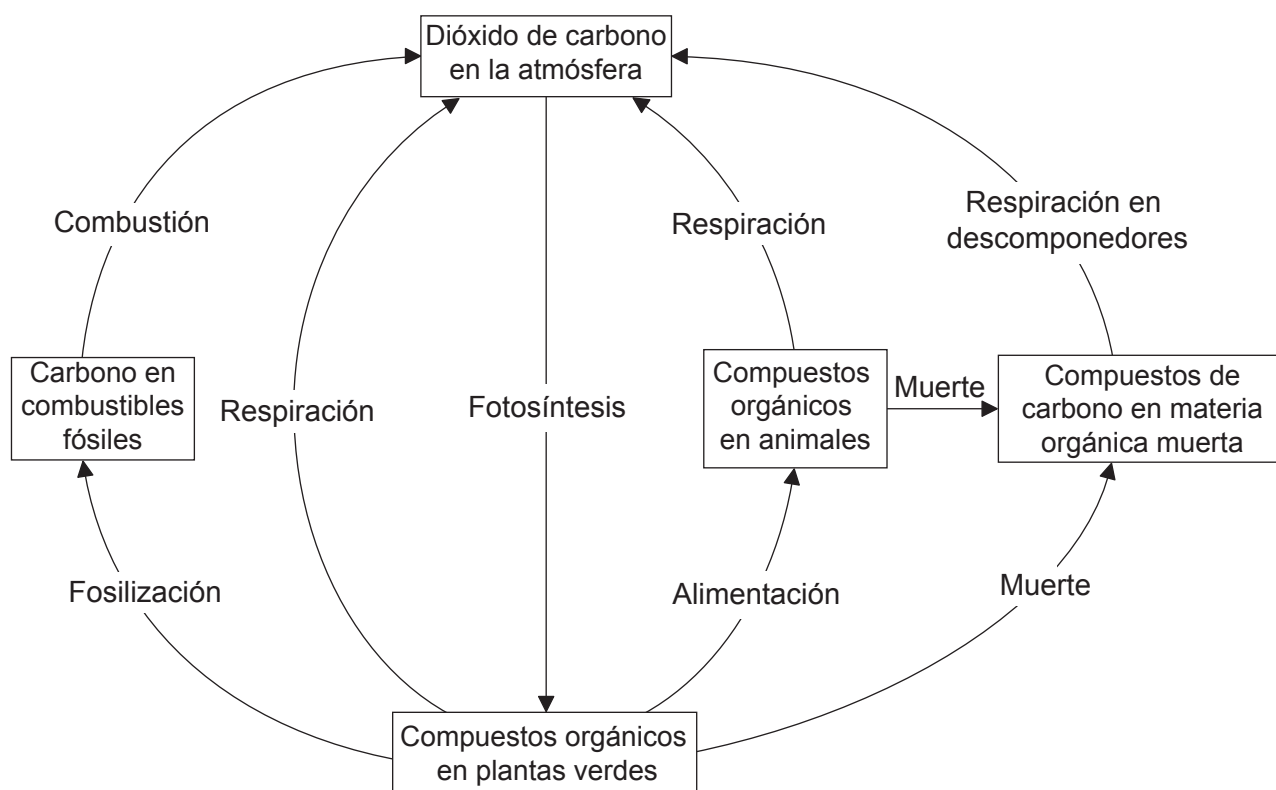 Dióxido de carbono
en la atmósfera
Combustión
Respiración
Respiración en
descomponedores
Carbono en
combustibles
fósiles
Respiración
Fotosíntesis
Compuestos
orgánicos
en animales
Muerte
Compuestos de
carbono en materia
orgánica muerta
Fosilización
Alimentación
Muerte
Compuestos orgánicos
en plantas verdes